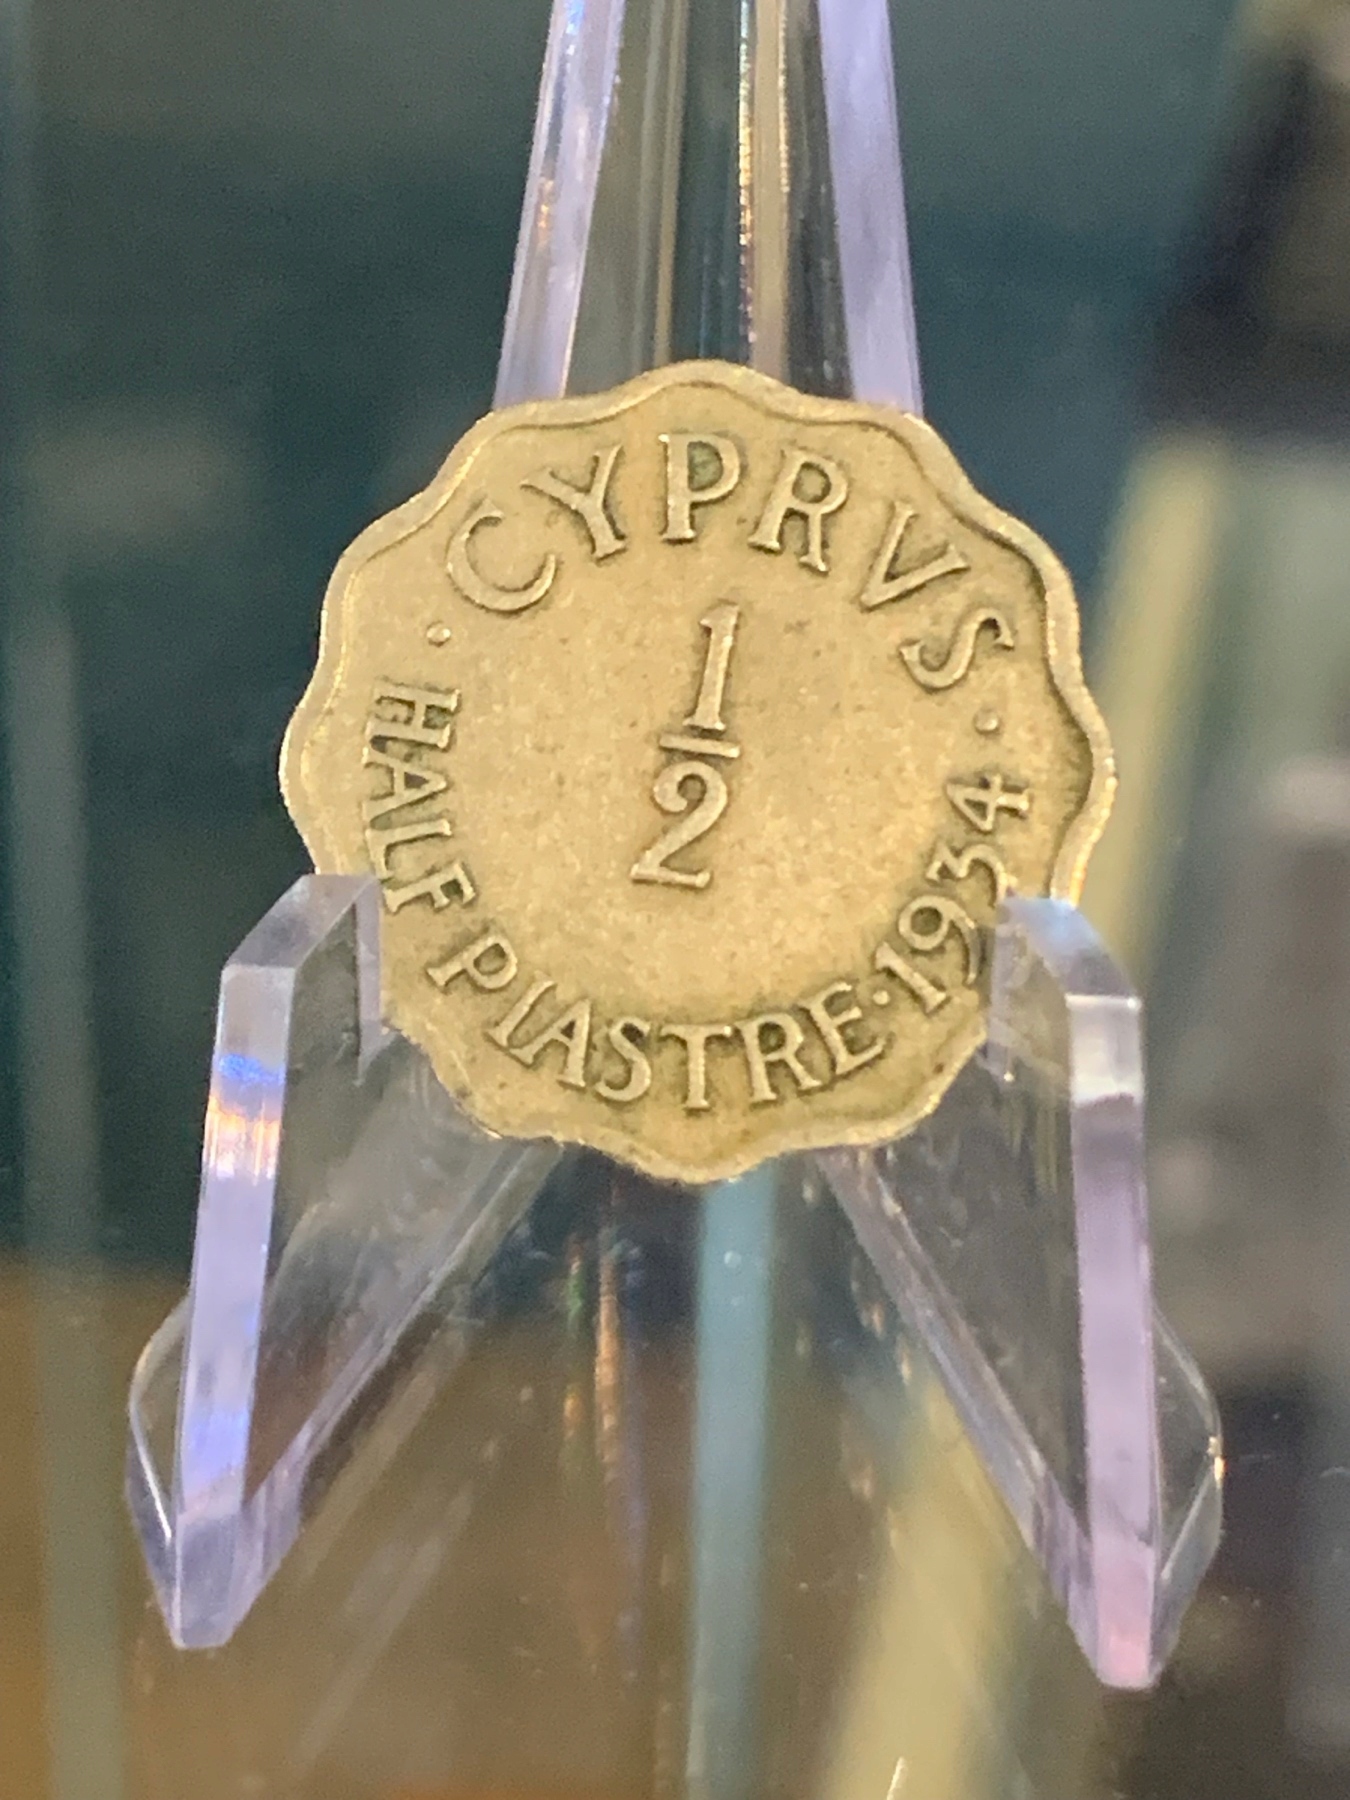 CYPRVS
1/2
HALF PIASTRE·1934